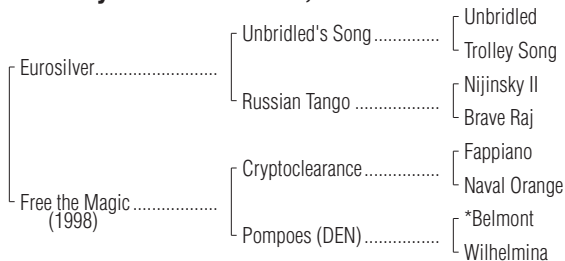 Unbridled
Unbridled's Song..............
Trolley Song
Eurosilver.........................
Nijinsky II
Russian Tango ..................
Brave Raj
Fappiano
Cryptoclearance................
Naval Orange
Free the Magic ..................
(1998)
*Belmont
Pompoes (DEN)................
Wilhelmina